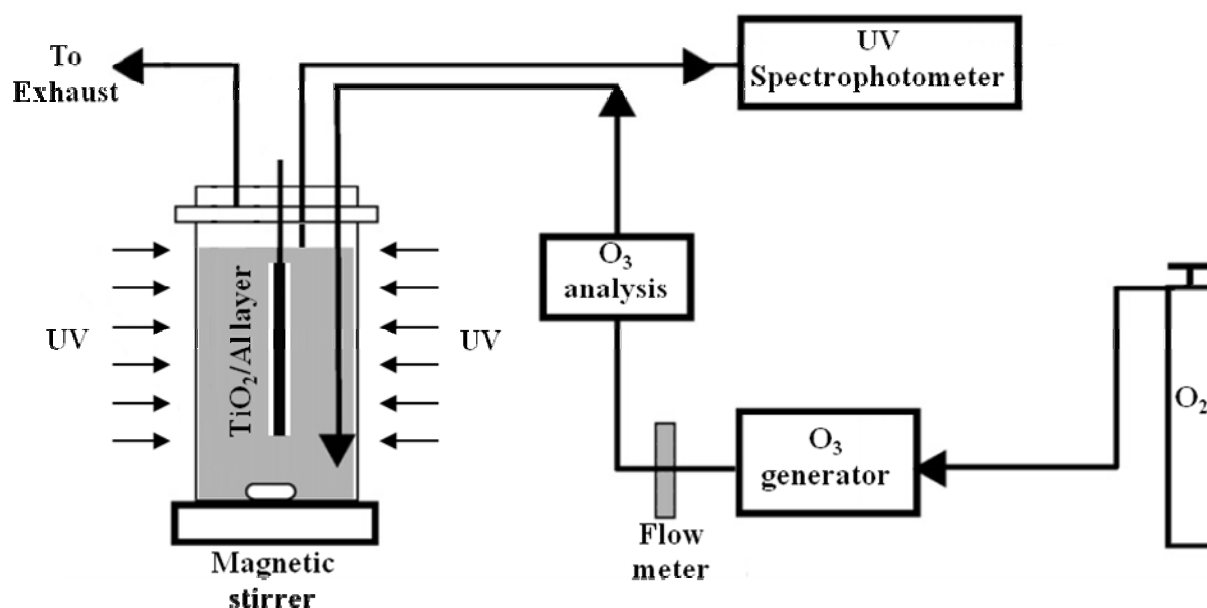 To
Exhaust
UV
Spectrophotometer
TiO₂/Al layer
UV
UV
O₃
analysis
O₂
O₃
generator
Flow
meter
Magnetic
stirrer